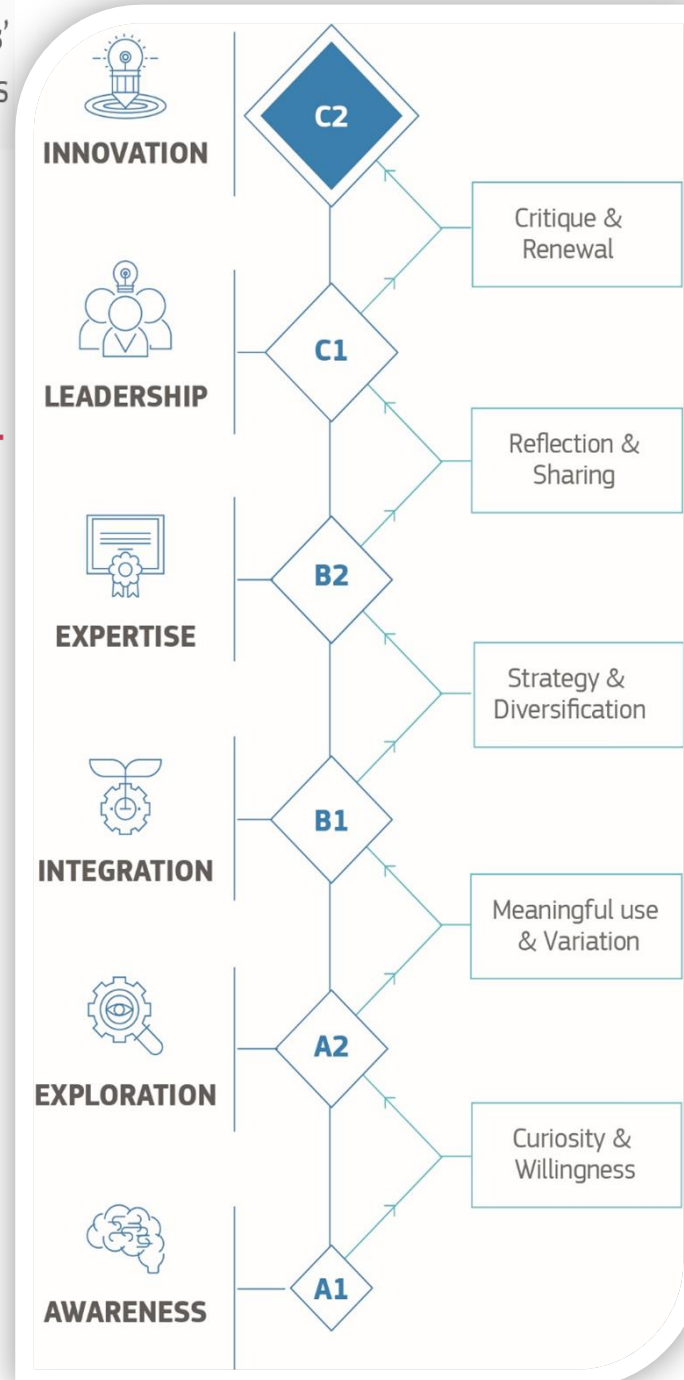 INNOVATION
C2
Critique &
Renewal
LEADERSHIP
C1
Reflection &
Sharing
EXPERTISE
B2
Strategy &
Diversification
INTEGRATION
B1
Meaningful use
& Variation
EXPLORATION
A2
Curiosity &
Willingness
AWARENESS
A1